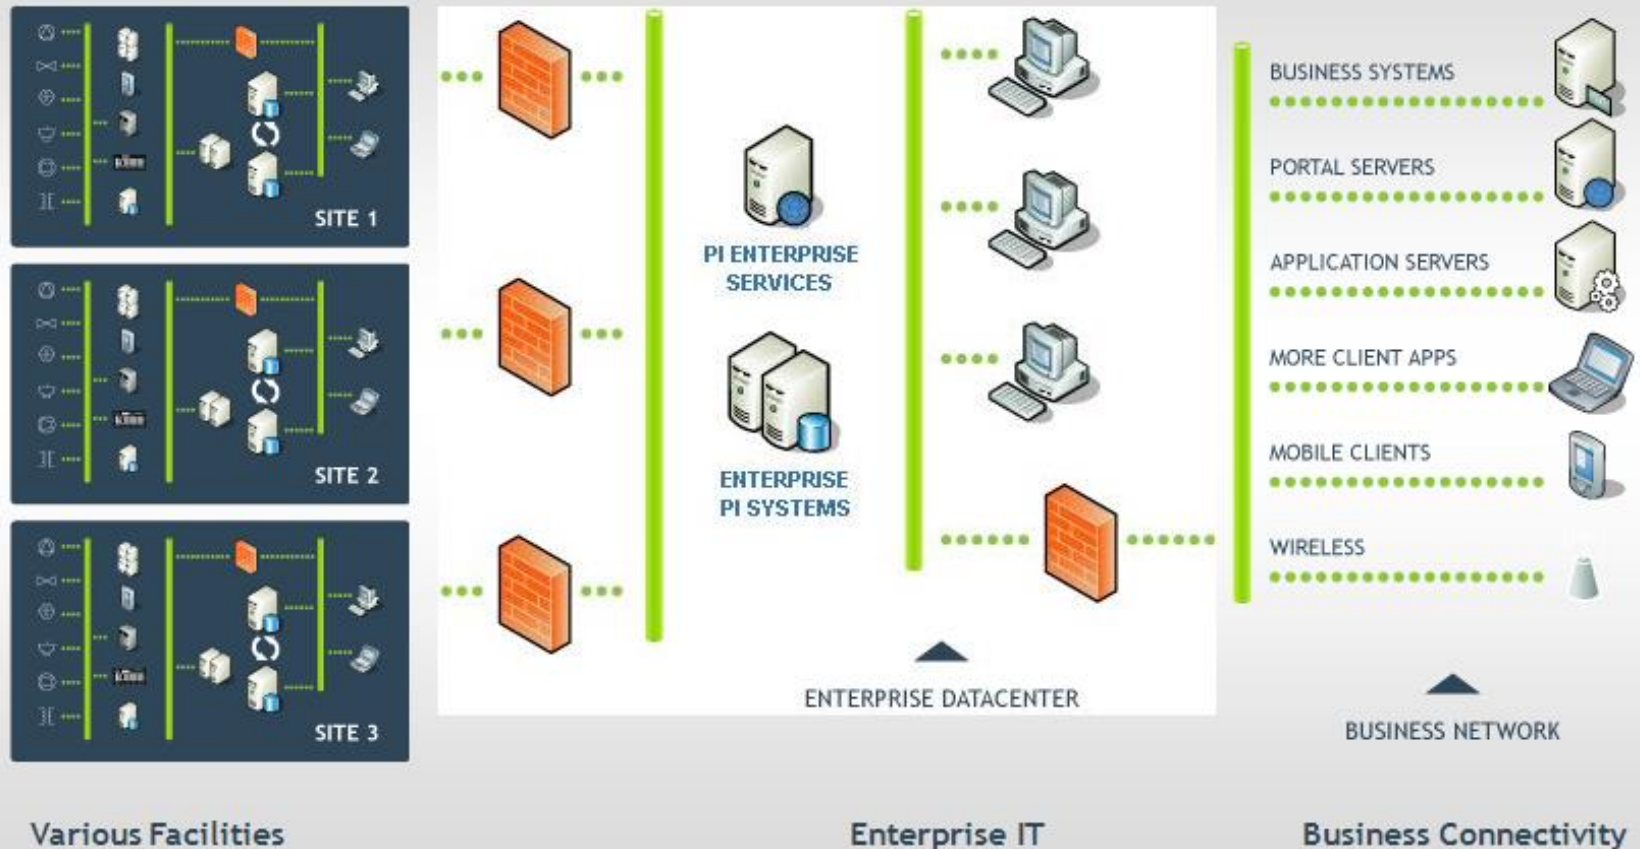 SITE 1
SITE 2
SITE 3
PI ENTERPRISE
SERVICES
ENTERPRISE
PI SYSTEMS
ENTERPRISE DATACENTER
BUSINESS SYSTEMS
PORTAL SERVERS
APPLICATION SERVERS
MORE CLIENT APPS
MOBILE CLIENTS
WIRELESS
BUSINESS NETWORK
Various Facilities
Enterprise IT
Business Connectivity